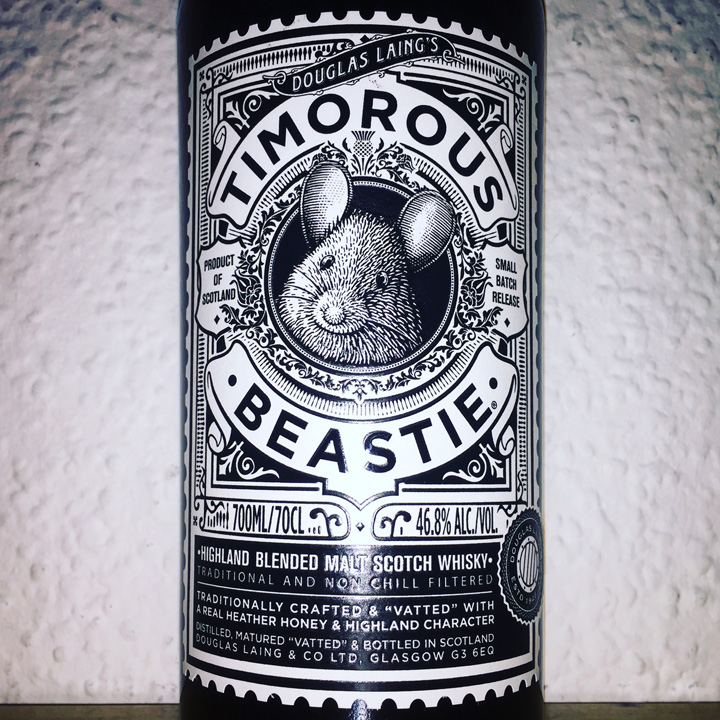 DOUGLAS LAING'S
TIMOROUS
PRODUCT
OF
SCOTLAND
SMALL
BATCH
RELEASE
•BEASTIE•®
700ML/70CL
46.8% ALC./VOL.
•HIGHLAND BLENDED MALT SCOTCH WHISKY•
TRADITIONAL AND NON CHILL FILTERED
TRADITIONALLY CRAFTED & "VATTED" WITH
A REAL HEATHER HONEY & HIGHLAND CHARACTER
DISTILLED, MATURED "VATTED" & BOTTLED IN SCOTLAND
DOUGLAS LAING & CO LTD, GLASGOW G3 6EQ
DOUGLAS
ESTD